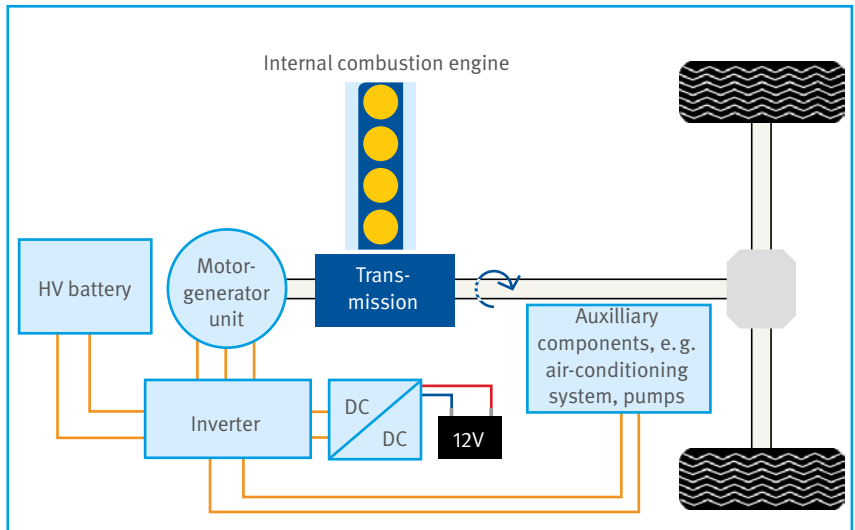 Internal combustion engine
HV battery
Motor-
generator
unit
Trans-
mission
Auxilliary
components, e. g.
air-conditioning
system, pumps
Inverter
DC
DC
12V